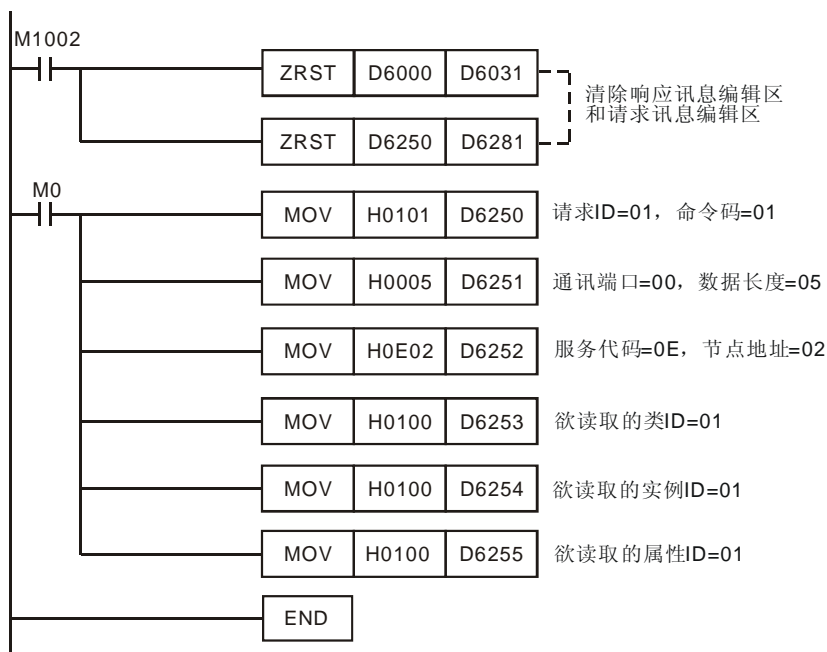 M1002
ZRST D6000 D6031
清除响应讯息编辑区
和请求讯息编辑区
ZRST D6250 D6281
M0
MOV H0101 D6250 请求ID=01，命令码=01
MOV H0005 D6251 通讯端口=00，数据长度=05
MOV H0E02 D6252 服务代码=0E，节点地址=02
MOV H0100 D6253 欲读取的类ID=01
MOV H0100 D6254 欲读取的实例ID=01
MOV H0100 D6255 欲读取的属性ID=01
END